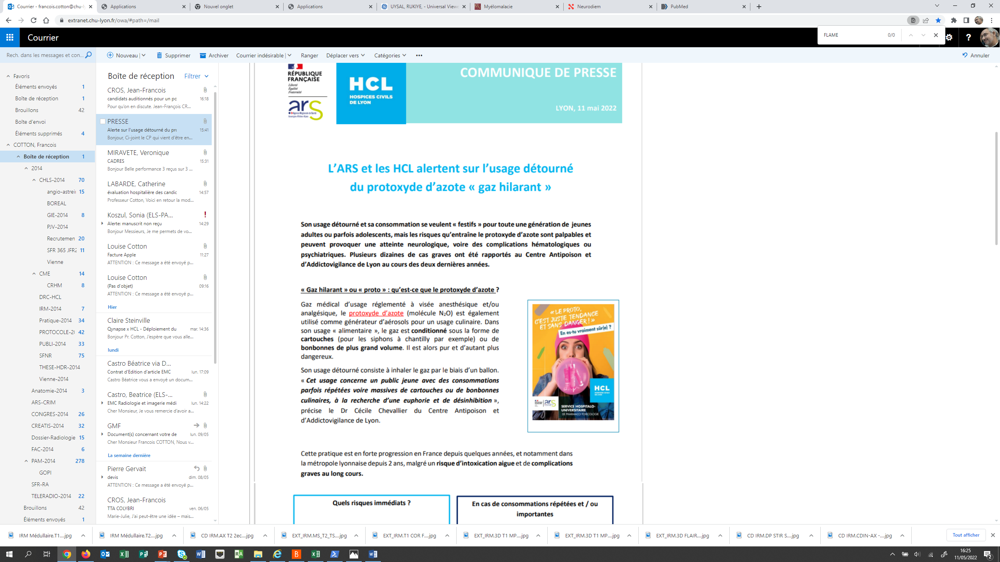 Courrier - francois.cotton@chu-l
Applications
Nouvel onglet
Applications
UYSAL, RUKIYE, - Universal Viewe
Myélomalacie
Neurodiem
PubMed
extranet.chu-lyon.fr/owa/#path=/mail
Courrier
FLAME 0/0
Rech. dans les messages et con...
Nouveau
Supprimer
Archiver
Courrier indésirable
Ranger
Déplacer vers
Catégories
Annuler
Favoris
Éléments envoyés 1
Boîte de réception 1
Brouillons 42
Boîte d'envoi
Éléments supprimés 4
COTTON, Francois
Boîte de réception 1
2014
CHLS-2014 70
angio-astrei 15
BOREAL
GIE-2014 8
PJV-2014
Recrutemen 20
SFR 365 JFR2 11
Vienne
CME 14
CRHM 8
DRC-HCL
IRM-2014 7
Pratique-2014 34
PROTOCOLE-20 42
PUBLI-2014 33
SFNR 75
THESE-HDR-2014
Vienne-2014
Anatomie-2014 3
ARS-CRIM
CONGRES-2014 26
CREATIS-2014 32
Dossier-Radiologie 15
FAC-2014 6
PAM-2014 278
GOPI
SFR-RA
TELERADIO-2014 22
Brouillons 42
Éléments envoyés 1
Boîte de réception Filtrer
CROS, Jean-Francois
candidats auditionnés pour un po 16:18
Pour qu'on en discute. Jean-François CR...
PRESSE
Alerte sur l'usage détourné du pro 15:41
Bonjour, Ci-joint le CP qui vient d'être en...
MIRAVETE, Veronique
CADRES 15:31
Bonjour Belle performance 3 reçus sur 3 ...
LABARDE, Catherine
évaluation hospitalière des candic 14:57
Professeur Cotton, Voici en retour la mod...
Koszul, Sonia (ELS-PA...
Alerte: manuscrit non reçu 14:29
Bonjour Messieurs, Je me permets de vo...
Louise Cotton
Facture Apple 11:27
ATTENTION : Ce message a été envoyé p...
Louise Cotton
(Pas d'objet) 09:16
ATTENTION : Ce message a été envoyé p...
Hier
Claire Steinville
Qynapse x HCL - Déploiement du mar. 14:36
Bonjour Pr. Cotton, J'espère que vous alle...
lundi
Castro Béatrice via D...
Contrat d'Edition d'article EMC lun. 17:09
Castro Béatrice vous a envoyé un docum...
Castro, Beatrice (ELS-...
EMC Radiologie et imagerie médi lun. 14:22
Cher Monsieur, Je vous remercie d'avoir a...
GMF
Document(s) concernant votre de lun. 09/05
Cher Monsieur Francois COTTON, Nous v...
La semaine dernière
Pierre Gervait
devis dim. 08/05
ATTENTION : Ce message a été envoyé p...
CROS, Jean-Francois
TTA COLYBRI ven. 06/05
Marie-Julie, J'ai peut-être une idée – mais...
RÉPUBLIQUE
FRANÇAISE
Liberté
Égalité
Fraternité
ars
Agence Régionale de Santé
Auvergne-Rhône-Alpes
HCL
HOSPICES CIVILS
DE LYON
COMMUNIQUE DE PRESSE
LYON, 11 mai 2022
L'ARS et les HCL alertent sur l'usage détourné
du protoxyde d'azote « gaz hilarant »
Son usage détourné et sa consommation se veulent « festifs » pour toute une génération de jeunes
adultes ou parfois adolescents, mais les risques qu'entraîne le protoxyde d'azote sont palpables et
peuvent provoquer une atteinte neurologique, voire des complications hématologiques ou
psychiatriques. Plusieurs dizaines de cas graves ont été rapportés au Centre Antipoison et
d'Addictovigilance de Lyon au cours des deux dernières années.
« Gaz hilarant » ou « proto » : qu'est-ce que le protoxyde d'azote ?
Gaz médical d'usage réglementé à visée anesthésique et/ou
analgésique, le protoxyde d'azote (molécule N₂O) est également
utilisé comme générateur d'aérosols pour un usage culinaire. Dans
son usage « alimentaire », le gaz est conditionné sous la forme de
cartouches (pour les siphons à chantilly par exemple) ou de
bonbonnes de plus grand volume. Il est alors pur et d'autant plus
dangereux.
Son usage détourné consiste à inhaler le gaz par le biais d'un ballon.
« Cet usage concerne un public jeune avec des consommations
parfois répétées voire massives de cartouches ou de bonbonnes
culinaires, à la recherche d'une euphorie et de désinhibition »,
précise le Dr Cécile Chevallier du Centre Antipoison et
d'Addictovigilance de Lyon.
« LE PROTO,
C'EST JUSTE TENDANCE
ET SANS DANGER ! »
En es-tu vraiment sûr(e) ?
HCL
HOSPICES CIVILS
DE LYON
ars
SERVICE HOSPITALO-
UNIVERSITAIRE
DE PHARMACO-TOXICOLOGIE
Cette pratique est en forte progression en France depuis quelques années, et notamment dans
la métropole lyonnaise depuis 2 ans, malgré un risque d'intoxication aigue et de complications
graves au long cours.
Quels risques immédiats ?
En cas de consommations répétées et / ou
importantes
IRM Médullaire.T1....jpg
IRM Médullaire.T2....jpg
CD IRM.AX T2 2ec....jpg
EXT_IRM.MS_T2_TS....jpg
EXT_IRM.T1 COR F....jpg
EXT_IRM.3D T1 MP....jpg
EXT_IRM.3D T1 MP....jpg
EXT_IRM.3D FLAIR....jpg
CD IRM.DP STIR S....jpg
CD IRM.CDIN-AX -....jpg
Tout afficher
16:25
11/05/2022
2